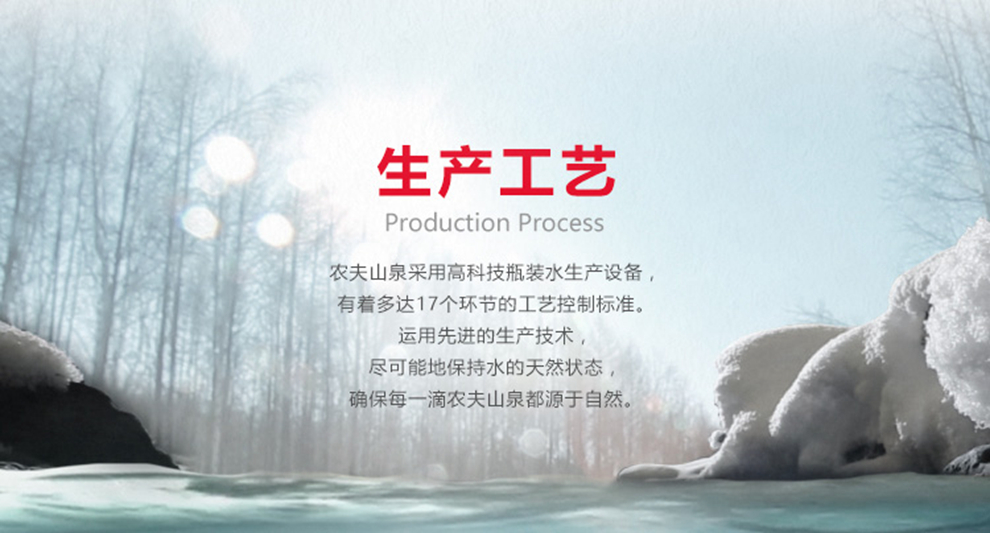 生产工艺
Production Process
农夫山泉采用高科技瓶装水生产设备，
有着多达17个环节的工艺控制标准。
运用先进的生产技术，
尽可能地保持水的天然状态，
确保每一滴农夫山泉都源于自然。